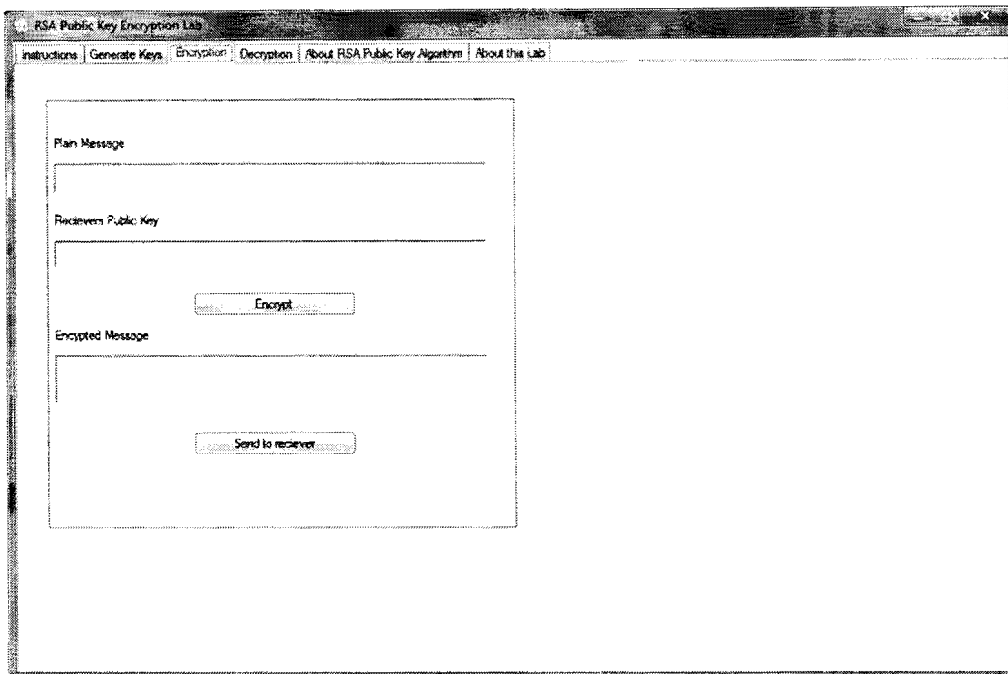 RSA Public Key Encryption Lab
Instructions Generate Keys Encryption Decryption About RSA Public Key Algorithm About this Lab
Plain Message
Recievers Public Key
Encrypt
Encypted Message
Send to reciever